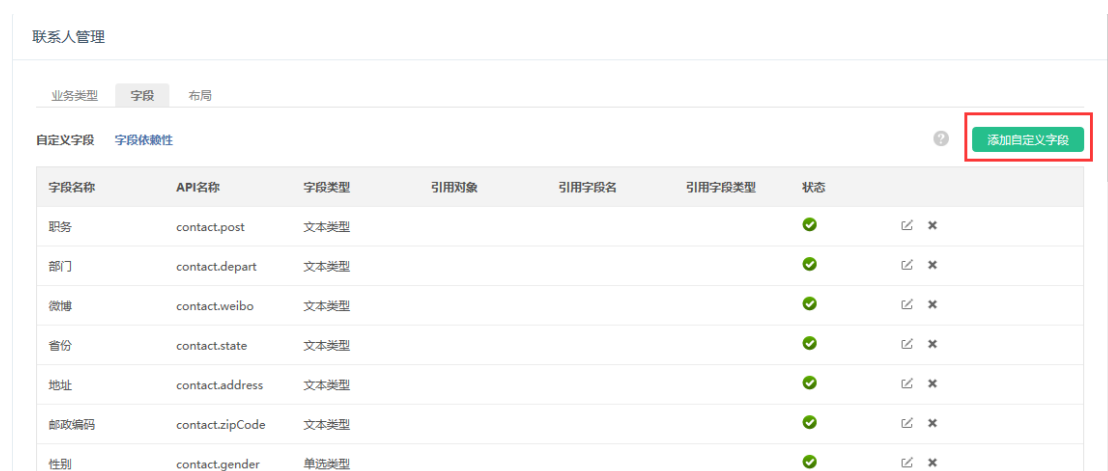 联系人管理
业务类型 字段 布局
自定义字段 字段依赖性 ? 添加自定义字段
字段名称 API名称 字段类型 引用对象 引用字段名 引用字段类型 状态
职务 contact.post 文本类型
部门 contact.depart 文本类型
微博 contact.weibo 文本类型
省份 contact.state 文本类型
地址 contact.address 文本类型
邮政编码 contact.zipCode 文本类型
性别 contact.gender 单选类型